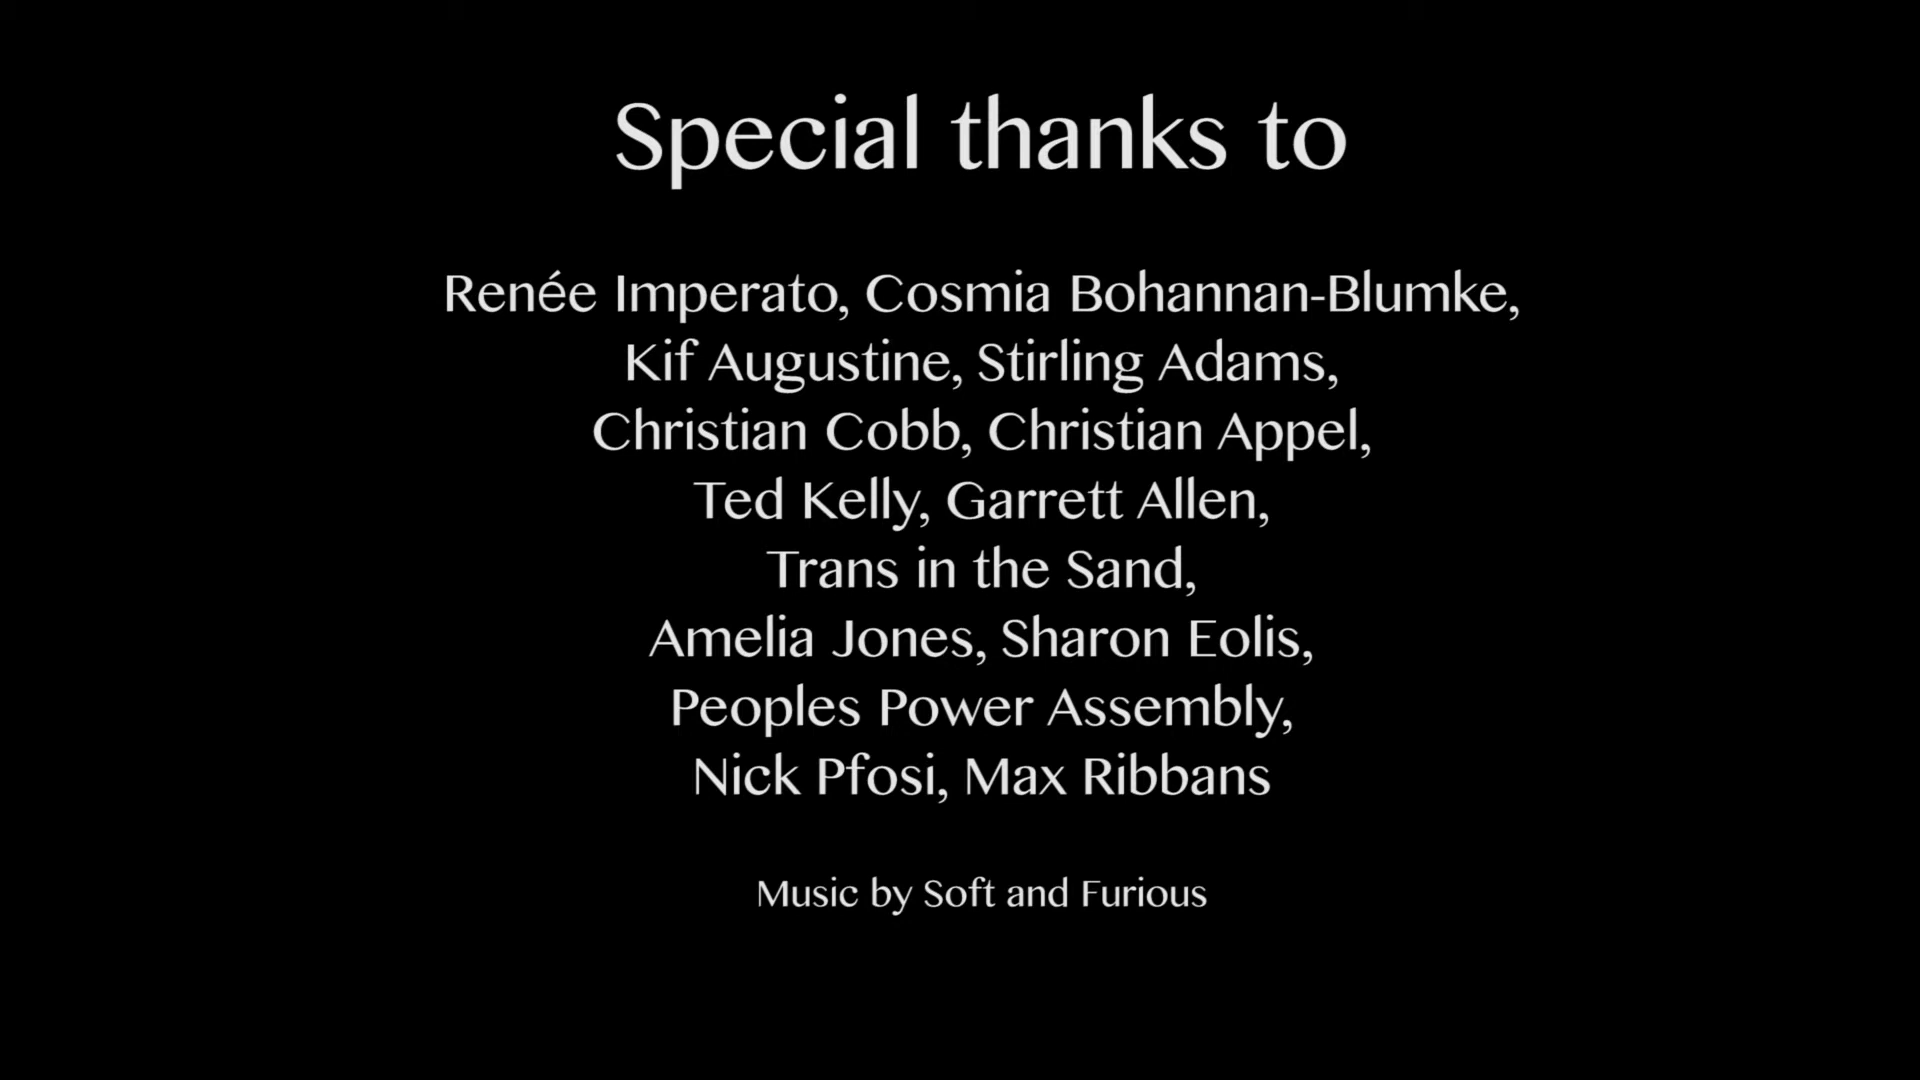 Special thanks to
Renée Imperato, Cosmia Bohannan-Blumke,
Kif Augustine, Stirling Adams,
Christian Cobb, Christian Appel,
Ted Kelly, Garrett Allen,
Trans in the Sand,
Amelia Jones, Sharon Eolis,
Peoples Power Assembly,
Nick Pfosi, Max Ribbans
Music by Soft and Furious